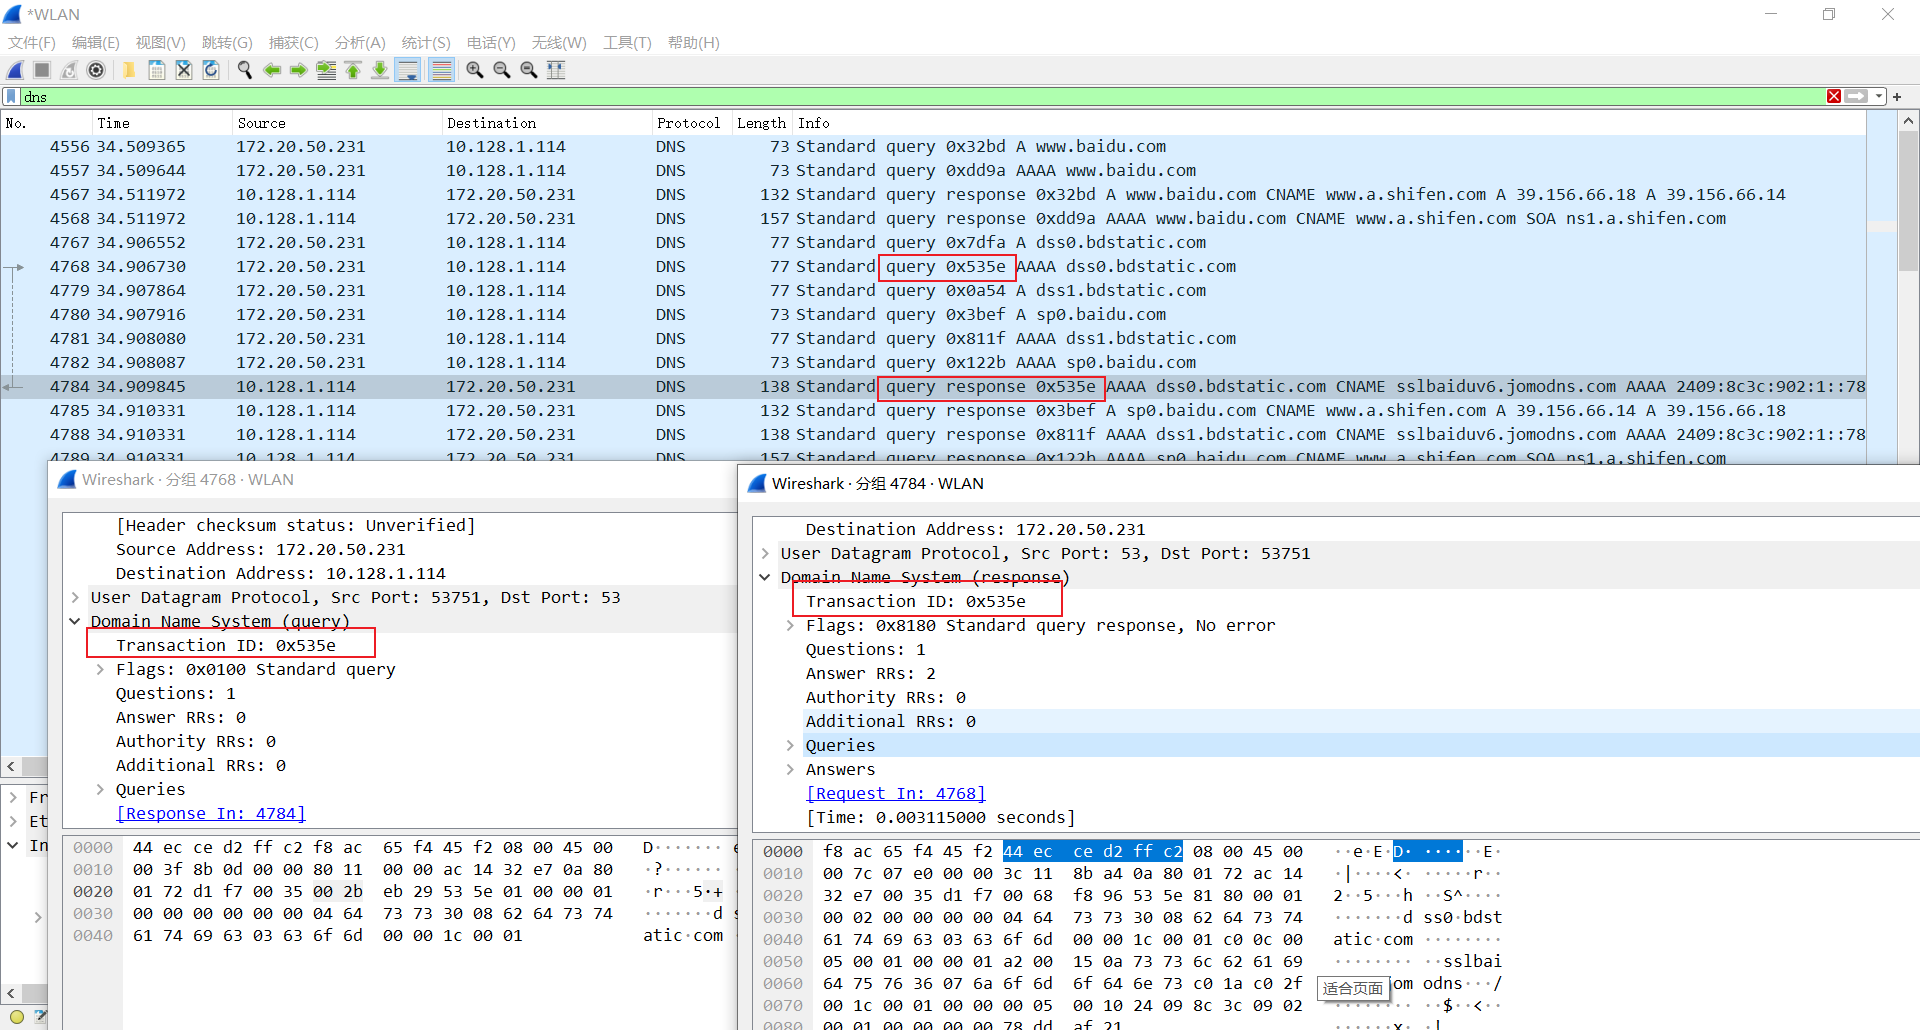 *WLAN
文件(F) 编辑(E) 视图(V) 跳转(G) 捕获(C) 分析(A) 统计(S) 电话(Y) 无线(W) 工具(T) 帮助(H)
dns
No. Time Source Destination Protocol Length Info
4556 34.509365 172.20.50.231 10.128.1.114 DNS 73 Standard query 0x32bd A www.baidu.com
4557 34.509644 172.20.50.231 10.128.1.114 DNS 73 Standard query 0xdd9a AAAA www.baidu.com
4567 34.511972 10.128.1.114 172.20.50.231 DNS 132 Standard query response 0x32bd A www.baidu.com CNAME www.a.shifen.com A 39.156.66.18 A 39.156.66.14
4568 34.511972 10.128.1.114 172.20.50.231 DNS 157 Standard query response 0xdd9a AAAA www.baidu.com CNAME www.a.shifen.com SOA ns1.a.shifen.com
4767 34.906552 172.20.50.231 10.128.1.114 DNS 77 Standard query 0x7dfa A dss0.bdstatic.com
4768 34.906730 172.20.50.231 10.128.1.114 DNS 77 Standard query 0x535e AAAA dss0.bdstatic.com
4779 34.907864 172.20.50.231 10.128.1.114 DNS 77 Standard query 0x0a54 A dss1.bdstatic.com
4780 34.907916 172.20.50.231 10.128.1.114 DNS 73 Standard query 0x3bef A sp0.baidu.com
4781 34.908080 172.20.50.231 10.128.1.114 DNS 77 Standard query 0x811f AAAA dss1.bdstatic.com
4782 34.908087 172.20.50.231 10.128.1.114 DNS 73 Standard query 0x122b AAAA sp0.baidu.com
4784 34.909845 10.128.1.114 172.20.50.231 DNS 138 Standard query response 0x535e AAAA dss0.bdstatic.com CNAME sslbaiduv6.jomodns.com AAAA 2409:8c3c:902:1::78
4785 34.910331 10.128.1.114 172.20.50.231 DNS 132 Standard query response 0x3bef A sp0.baidu.com CNAME www.a.shifen.com A 39.156.66.14 A 39.156.66.18
4788 34.910331 10.128.1.114 172.20.50.231 DNS 138 Standard query response 0x811f AAAA dss1.bdstatic.com CNAME sslbaiduv6.jomodns.com AAAA 2409:8c3c:902:1::78
4789 34.910331 10.128.1.114 172.20.50.231 DNS 157 Standard query response 0x122b AAAA sp0.baidu.com CNAME www.a.shifen.com SOA ns1.a.shifen.com
Fr
Et
In
Wireshark · 分组 4768 · WLAN
[Header checksum status: Unverified]
Source Address: 172.20.50.231
Destination Address: 10.128.1.114
User Datagram Protocol, Src Port: 53751, Dst Port: 53
Domain Name System (query)
Transaction ID: 0x535e
Flags: 0x0100 Standard query
Questions: 1
Answer RRs: 0
Authority RRs: 0
Additional RRs: 0
Queries
[Response In: 4784]
0000 44 ec ce d2 ff c2 f8 ac 65 f4 45 f2 08 00 45 00 D······· e
0010 00 3f 8b 0d 00 00 80 11 00 00 ac 14 32 e7 0a 80 ·?······
0020 01 72 d1 f7 00 35 00 2b eb 29 53 5e 01 00 00 01 ·r···5·+
0030 00 00 00 00 00 00 04 64 73 73 30 08 62 64 73 74 ·······d s
0040 61 74 69 63 03 63 6f 6d 00 00 1c 00 01 atic·com
Wireshark · 分组 4784 · WLAN
Destination Address: 172.20.50.231
User Datagram Protocol, Src Port: 53, Dst Port: 53751
Domain Name System (response)
Transaction ID: 0x535e
Flags: 0x8180 Standard query response, No error
Questions: 1
Answer RRs: 2
Authority RRs: 0
Additional RRs: 0
Queries
Answers
[Request In: 4768]
[Time: 0.003115000 seconds]
0000 f8 ac 65 f4 45 f2 44 ec ce d2 ff c2 08 00 45 00 ··e·E·D· ······E·
0010 00 7c 07 e0 00 00 3c 11 8b a4 0a 80 01 72 ac 14 ·|····<· ·····r··
0020 32 e7 00 35 d1 f7 00 68 f8 96 53 5e 81 80 00 01 2··5···h ··S^····
0030 00 02 00 00 00 00 04 64 73 73 30 08 62 64 73 74 ·······d ss0·bdst
0040 61 74 69 63 03 63 6f 6d 00 00 1c 00 01 c0 0c 00 atic·com ········
0050 05 00 01 00 00 01 a2 00 15 0a 73 73 6c 62 61 69 ········ ··sslbai
0060 64 75 76 36 07 6a 6f 6d 6f 64 6e 73 c0 1a c0 2f om odns···/
0070 00 1c 00 01 00 00 00 05 00 10 24 09 8c 3c 09 02 ········ ··$··<··
0080 00 01 00 00 00 00 78 dd af 21
适合页面